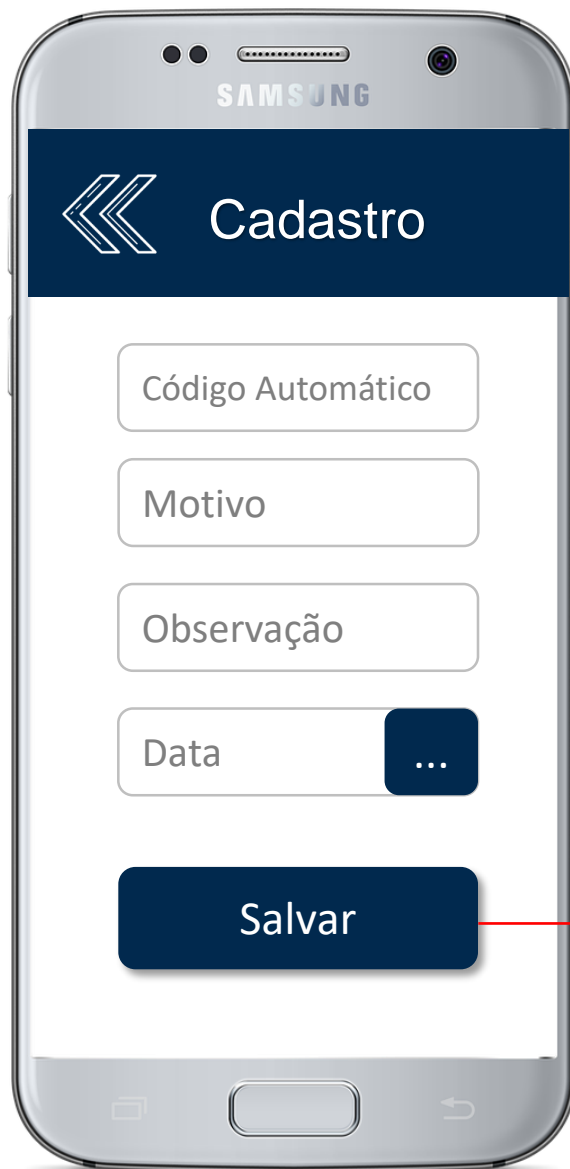 SAMSUNG
Cadastro
Código Automático
Motivo
Observação
Data
...
Salvar